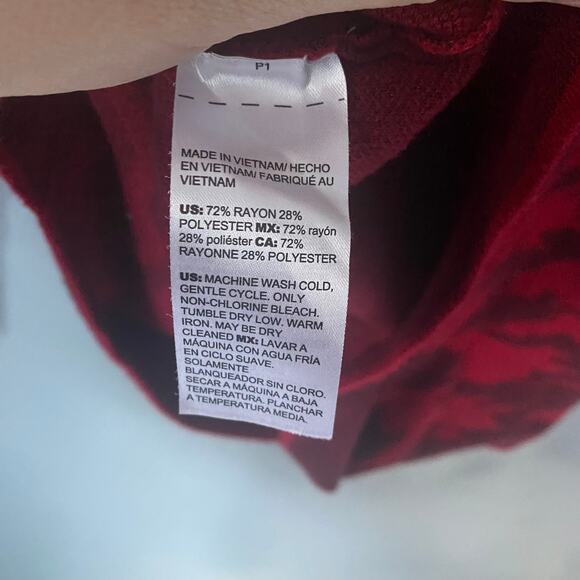 P1
MADE IN VIETNAM/ HECHO
EN VIETNAM/ FABRIQUÉ AU
VIETNAM
US: 72% RAYON 28%
POLYESTER MX: 72% rayón
28% poliéster CA: 72%
RAYONNE 28% POLYESTER
US: MACHINE WASH COLD,
GENTLE CYCLE. ONLY
NON-CHLORINE BLEACH.
TUMBLE DRY LOW. WARM
IRON. MAY BE DRY
CLEANED MX: LAVAR A
MÁQUINA CON AGUA FRÍA
EN CICLO SUAVE.
SOLAMENTE
BLANQUEADOR SIN CLORO.
SECAR A MÁQUINA A BAJA
TEMPERATURA. PLANCHAR
A TEMPERATURA MEDIA.